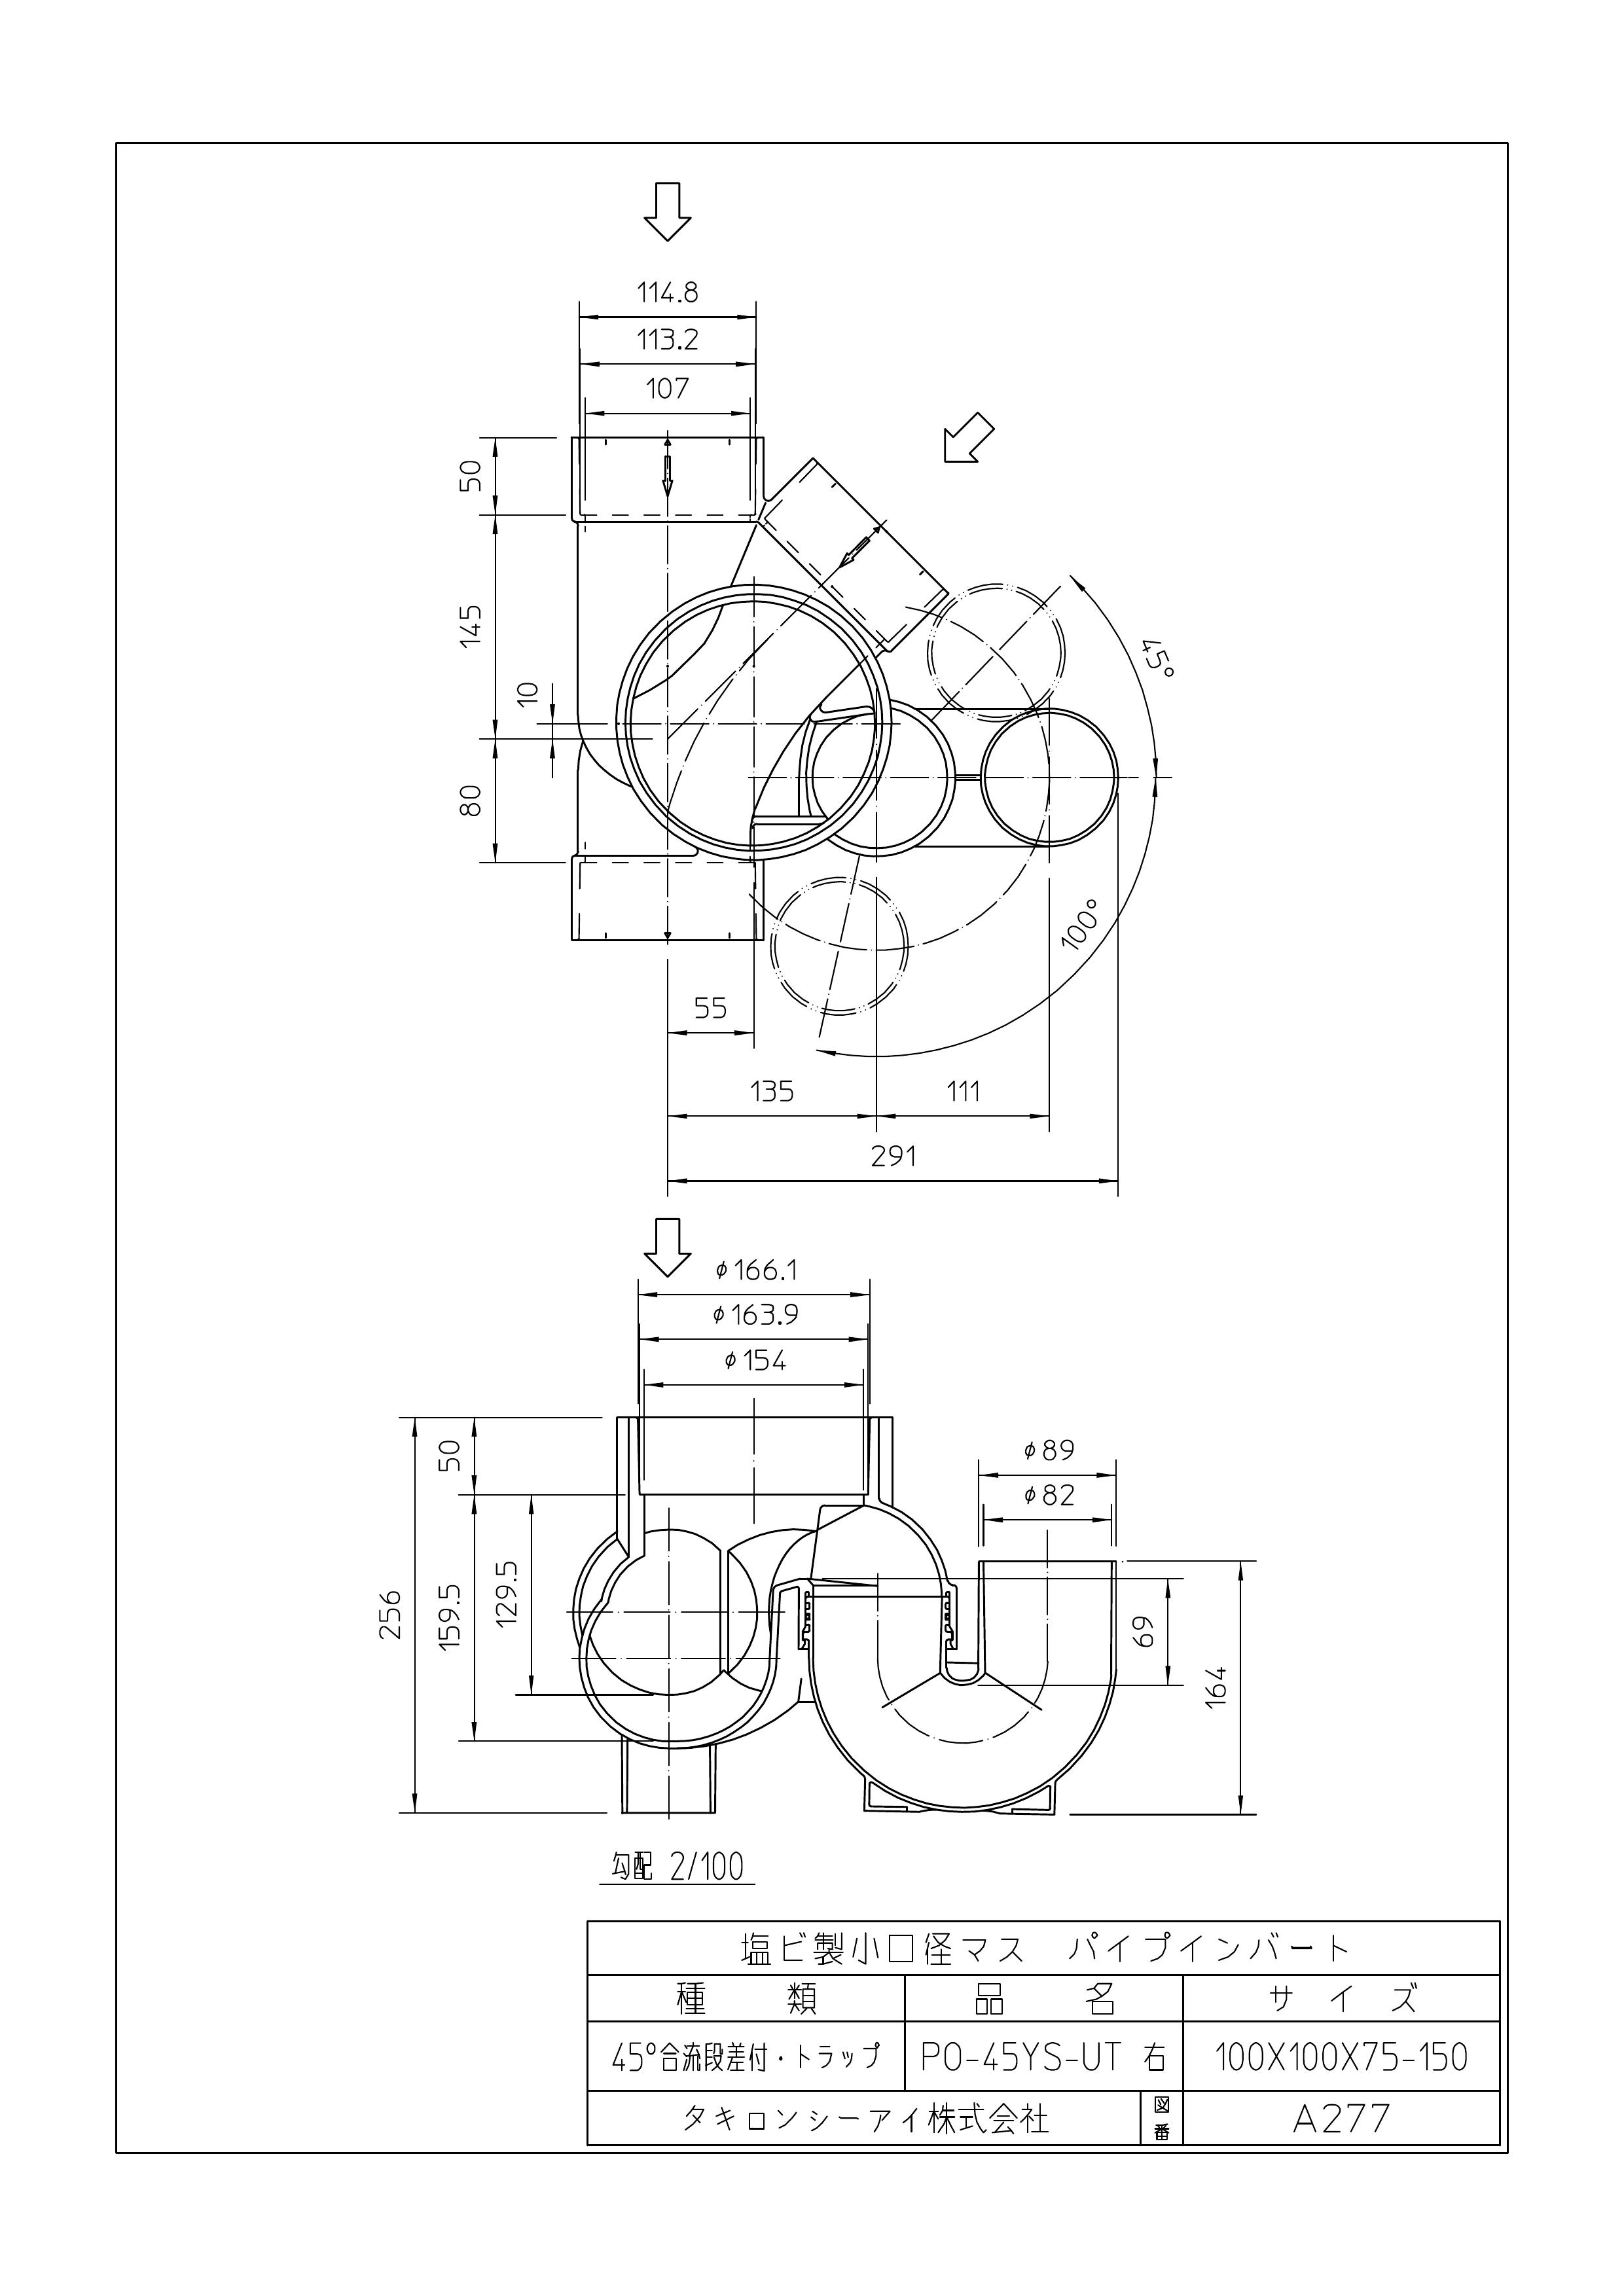 114.8
113.2
107
50
145
10
80
45°
100°
55
135 111
291
φ166.1
φ163.9
φ154
50
φ89
φ82
256
159.5
129.5
69
164
勾配 2/100
塩ビ製小口径マス パイプインバート
種 類 品 名 サ イ ズ
45°合流段差付・トラップ PO-45YS-UT 右 100X100X75-150
タキロンシーアイ株式会社 図番 A277